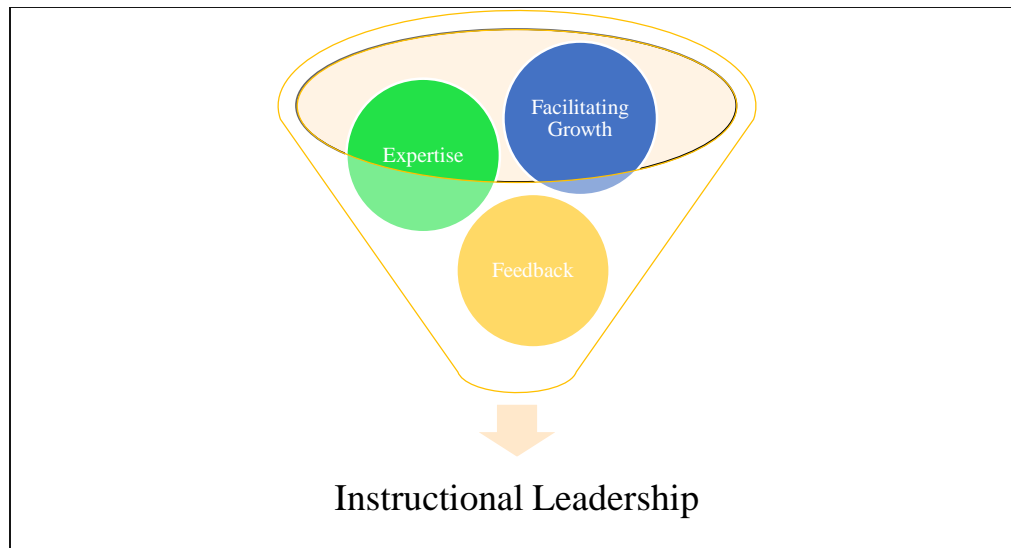 Facilitating
Growth
Expertise
Feedback
Instructional Leadership